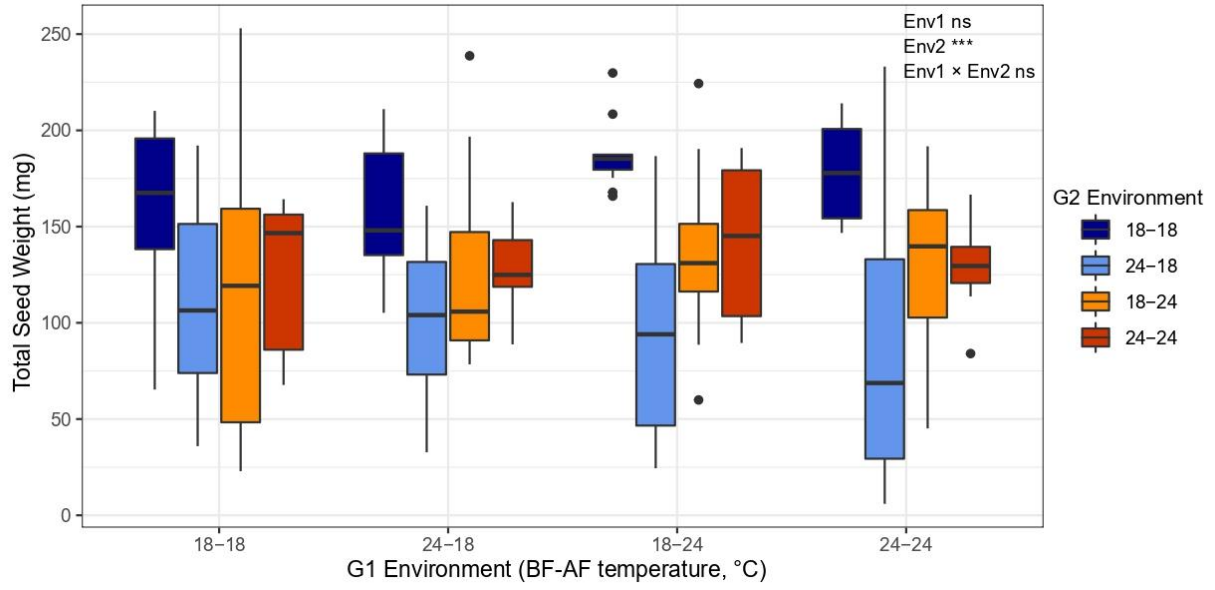 Env1 ns
Env2 ***
Env1 × Env2 ns
250
200
150
100
50
0
Total Seed Weight (mg)
18−18
24−18
18−24
24−24
G1 Environment (BF-AF temperature, °C)
G2 Environment
18−18
24−18
18−24
24−24